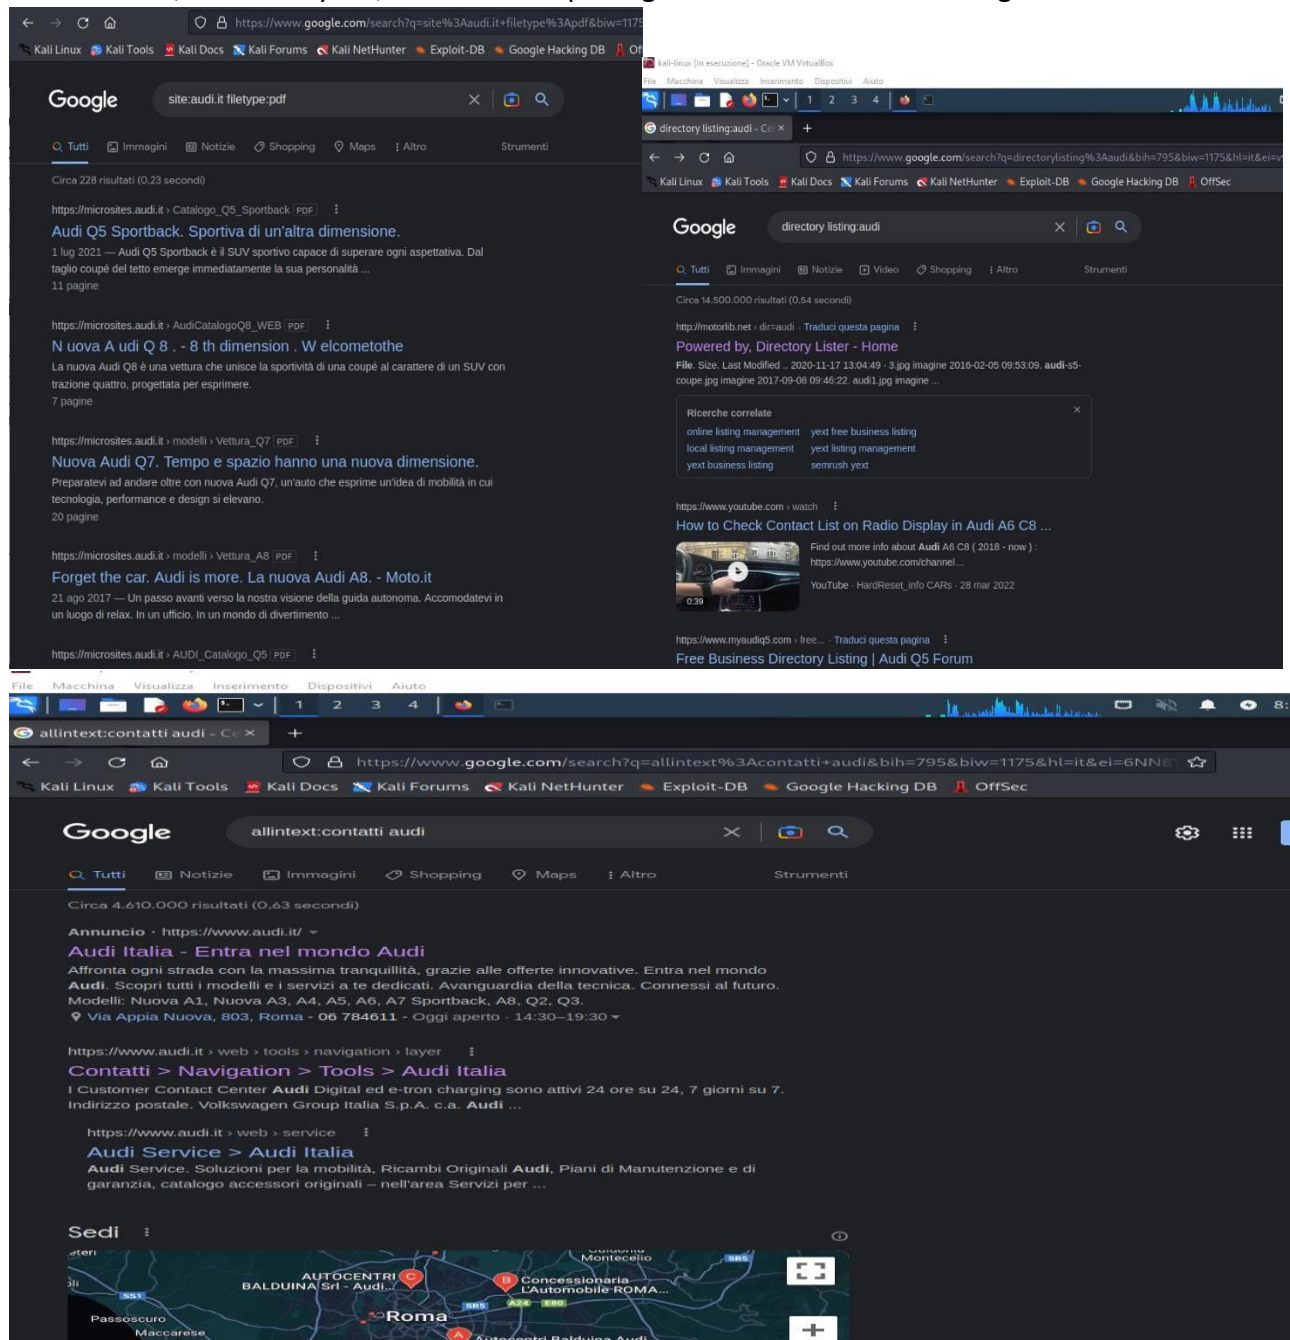 https://www.google.com/search?q=site%3Aaudi.it+filetype%3Apdf&biw=1175
Kali Linux Kali Tools Kali Docs Kali Forums Kali NetHunter Exploit-DB Google Hacking DB Of
Google site:audi.it filetype:pdf
Tutti Immagini Notizie Shopping Maps Altro Strumenti
Circa 228 risultati (0,23 secondi)
https://microsites.audi.it › Catalogo_Q5_Sportback PDF
Audi Q5 Sportback. Sportiva di un'altra dimensione.
1 lug 2021 — Audi Q5 Sportback è il SUV sportivo capace di superare ogni aspettativa. Dal
taglio coupé del tetto emerge immediatamente la sua personalità ...
11 pagine
https://microsites.audi.it › AudiCatalogoQ8_WEB PDF
N uova A udi Q 8 . - 8 th dimension . W elcometothe
La nuova Audi Q8 è una vettura che unisce la sportività di una coupé al carattere di un SUV con
trazione quattro, progettata per esprimere.
7 pagine
https://microsites.audi.it › modelli › Vettura_Q7 PDF
Nuova Audi Q7. Tempo e spazio hanno una nuova dimensione.
Preparatevi ad andare oltre con nuova Audi Q7, un'auto che esprime un'idea di mobilità in cui
tecnologia, performance e design si elevano.
20 pagine
https://microsites.audi.it › modelli › Vettura_A8 PDF
Forget the car. Audi is more. La nuova Audi A8. - Moto.it
21 ago 2017 — Un passo avanti verso la nostra visione della guida autonoma. Accomodatevi in
un luogo di relax. In un ufficio. In un mondo di divertimento ...
https://microsites.audi.it › AUDI_Catalogo_Q5 PDF
kali-linux [In esecuzione] - Oracle VM VirtualBox
File Macchina Visualizza Inserimento Dispositivi Aiuto
1 2 3 4
directory listing:audi - Ce
https://www.google.com/search?q=directorylisting%3Aaudi&bih=795&biw=1175&hl=it&ei=v
Kali Linux Kali Tools Kali Docs Kali Forums Kali NetHunter Exploit-DB Google Hacking DB OffSec
Google directory listing:audi
Tutti Immagini Notizie Video Shopping Altro Strumenti
Circa 14.500.000 risultati (0,54 secondi)
http://motorlib.net › dir=audi · Traduci questa pagina
Powered by, Directory Lister - Home
File. Size. Last Modified .. 2020-11-17 13:04:49 · 3.jpg imagine 2016-02-05 09:53:09. audi-s5-
coupe.jpg imagine 2017-09-08 09:46:22. audi1.jpg imagine ...
Ricerche correlate
online listing management yext free business listing
local listing management yext listing management
yext business listing semrush yext
https://www.youtube.com › watch
How to Check Contact List on Radio Display in Audi A6 C8 ...
Find out more info about Audi A6 C8 ( 2018 - now ) :
https://www.youtube.com/channel...
YouTube · HardReset_info CARs · 28 mar 2022
0:39
https://www.myaudiq5.com › free... · Traduci questa pagina
Free Business Directory Listing | Audi Q5 Forum
File Macchina Visualizza Inserimento Dispositivi Aiuto
1 2 3 4 8:
allintext:contatti audi - Ce
https://www.google.com/search?q=allintext%3Acontatti+audi&bih=795&biw=1175&hl=it&ei=6NN8
Kali Linux Kali Tools Kali Docs Kali Forums Kali NetHunter Exploit-DB Google Hacking DB OffSec
Google allintext:contatti audi
Tutti Notizie Immagini Shopping Maps Altro Strumenti
Circa 4.610.000 risultati (0,63 secondi)
Annuncio · https://www.audi.it/
Audi Italia - Entra nel mondo Audi
Affronta ogni strada con la massima tranquillità, grazie alle offerte innovative. Entra nel mondo
Audi. Scopri tutti i modelli e i servizi a te dedicati. Avanguardia della tecnica. Connessi al futuro.
Modelli: Nuova A1, Nuova A3, A4, A5, A6, A7 Sportback, A8, Q2, Q3.
Via Appia Nuova, 803, Roma - 06 784611 - Oggi aperto · 14:30–19:30
https://www.audi.it › web › tools › navigation › layer
Contatti > Navigation > Tools > Audi Italia
I Customer Contact Center Audi Digital ed e-tron charging sono attivi 24 ore su 24, 7 giorni su 7.
Indirizzo postale. Volkswagen Group Italia S.p.A. c.a. Audi ...
https://www.audi.it › web › service
Audi Service > Audi Italia
Audi Service. Soluzioni per la mobilità, Ricambi Originali Audi, Piani di Manutenzione e di
garanzia, catalogo accessori originali – nell'area Servizi per ...
Sedi
Montecelio SR5
AUTOCENTRI C
BALDUINA Srl - Audi...
B Concessionaria
L'Automobile ROMA...
SS1 SR5 A24 E80
Passoscuro Roma
Maccarese A Autocentri Balduina Audi